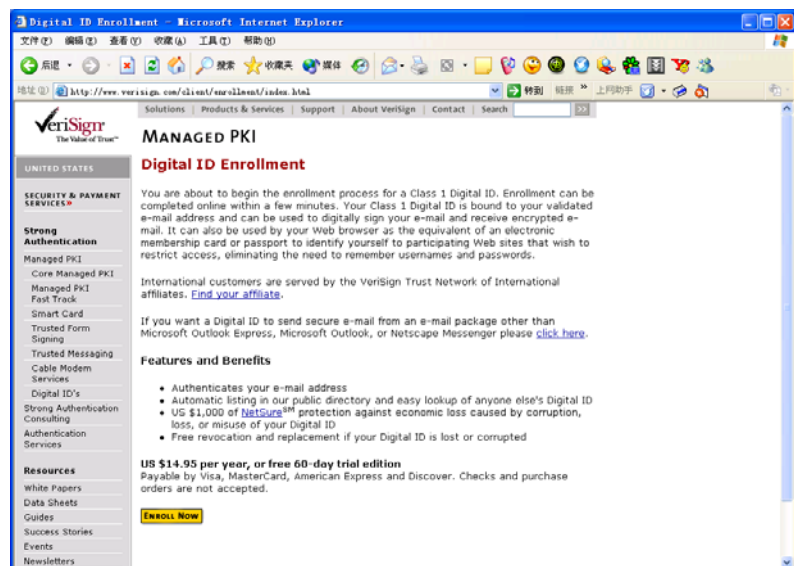 Digital ID Enrollment - Microsoft Internet Explorer
文件(F) 编辑(E) 查看(V) 收藏(A) 工具(T) 帮助(H)
后退 搜索 收藏夹 媒体
地址(D) http://www.verisign.com/client/enrollment/index.html 转到 链接 » 上网助手
Solutions | Products & Services | Support | About VeriSign | Contact | Search
VeriSign
The Value of Trust™
MANAGED PKI
UNITED STATES
SECURITY & PAYMENT
SERVICES»
Strong
Authentication
Managed PKI
Core Managed PKI
Managed PKI
Fast Track
Smart Card
Trusted Form
Signing
Trusted Messaging
Cable Modem
Services
Digital ID's
Strong Authentication
Consulting
Authentication
Services
Resources
White Papers
Data Sheets
Guides
Success Stories
Events
Newsletters
Digital ID Enrollment
You are about to begin the enrollment process for a Class 1 Digital ID. Enrollment can be
completed online within a few minutes. Your Class 1 Digital ID is bound to your validated
e-mail address and can be used to digitally sign your e-mail and receive encrypted e-
mail. It can also be used by your Web browser as the equivalent of an electronic
membership card or passport to identify yourself to participating Web sites that wish to
restrict access, eliminating the need to remember usernames and passwords.
International customers are served by the VeriSign Trust Network of International
affiliates. Find your affiliate.
If you want a Digital ID to send secure e-mail from an e-mail package other than
Microsoft Outlook Express, Microsoft Outlook, or Netscape Messenger please click here.
Features and Benefits
• Authenticates your e-mail address
• Automatic listing in our public directory and easy lookup of anyone else's Digital ID
• US $1,000 of NetSure℠ protection against economic loss caused by corruption,
loss, or misuse of your Digital ID
• Free revocation and replacement if your Digital ID is lost or corrupted
US $14.95 per year, or free 60-day trial edition
Payable by Visa, MasterCard, American Express and Discover. Checks and purchase
orders are not accepted.
ENROLL NOW